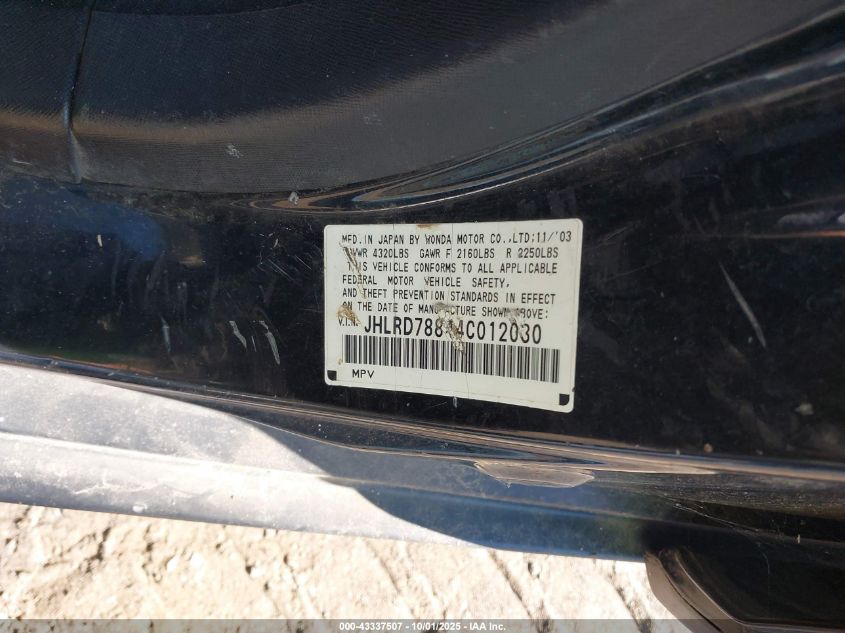 MFD. IN JAPAN BY HONDA MOTOR CO.,LTD:11/'03
GVWR 4320LBS GAWR F 2160LBS R 2250LBS
THIS VEHICLE CONFORMS TO ALL APPLICABLE
FEDERAL MOTOR VEHICLE SAFETY,
AND THEFT PREVENTION STANDARDS IN EFFECT
ON THE DATE OF MANUFACTURE SHOWN ABOVE:
V.I.N:
MPV
000-43337507 - 10/01/2025 - IAA, Inc.